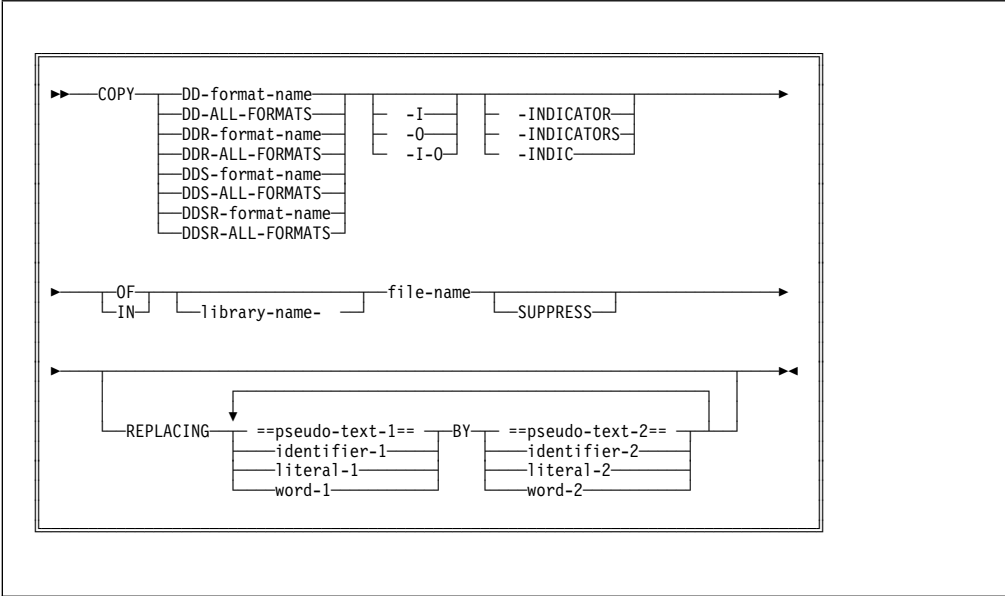 COPY DD-format-name
DD-ALL-FORMATS -I -INDICATOR
DDR-format-name -O -INDICATORS
DDR-ALL-FORMATS -I-O -INDIC
DDS-format-name
DDS-ALL-FORMATS
DDSR-format-name
DDSR-ALL-FORMATS
OF file-name
IN library-name- SUPPRESS
REPLACING ==pseudo-text-1== BY ==pseudo-text-2==
identifier-1 identifier-2
literal-1 literal-2
word-1 word-2